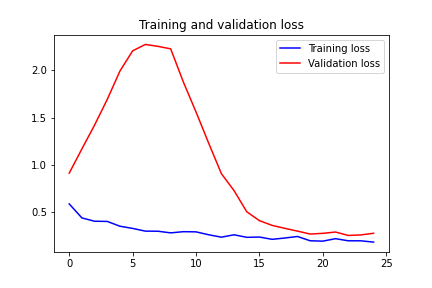 Training and validation loss
Training loss
Validation loss
2.0
1.5
1.0
0.5
0 5 10 15 20 25